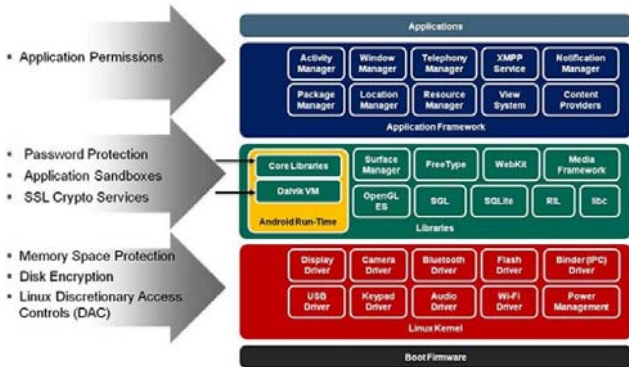 Applications
▪ Application Permissions
Activity Manager
Window Manager
Telephony Manager
XMPP Service
Notification Manager
Package Manager
Location Manager
Resource Manager
View System
Content Providers
Application Framework
▪ Password Protection
▪ Application Sandboxes
▪ SSL Crypto Services
Core Libraries
Dalvik VM
Android Run-Time
Surface Manager
FreeType
WebKit
Media Framework
OpenGL ES
SGL
SQLite
RIL
libc
Libraries
▪ Memory Space Protection
▪ Disk Encryption
▪ Linux Discretionary Access
Controls (DAC)
Display Driver
Camera Driver
Bluetooth Driver
Flash Driver
Binder (IPC) Driver
USB Driver
Keypad Driver
Audio Driver
Wi-Fi Driver
Power Management
Linux Kernel
Boot Firmware